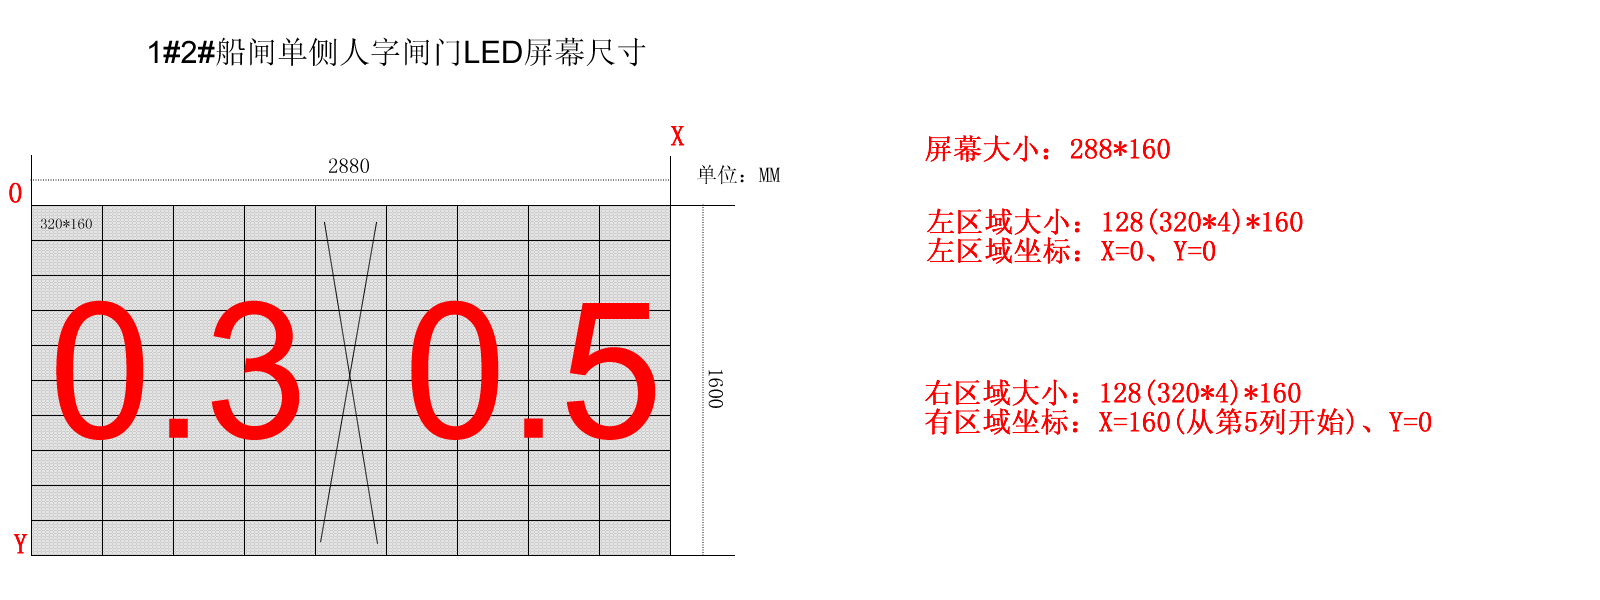 1#2#船闸单侧人字闸门LED屏幕尺寸
X
2880
单位：MM
O
320*160
0.3
0.5
1600
Y
屏幕大小：288*160
左区域大小：128(320*4)*160
左区域坐标：X=0、Y=0
右区域大小：128(320*4)*160
有区域坐标：X=160(从第5列开始)、Y=0